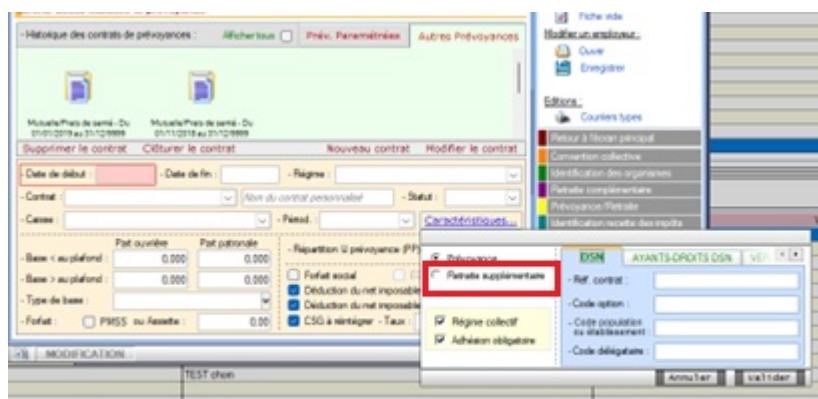 Fiche vide
- Historique des contrats de prévoyances :
Afficher tous
Prév. Paramétrées
Autres Prévoyances
Modifier un employeur :
Ouvrir
Enregistrer
Mutuelle/Frais de santé - Du
01/01/2019 au 31/12/9999
Mutuelle/Frais de santé - Du
01/11/2018 au 31/12/9999
Editions :
Courriers types
Supprimer le contrat
Clôturer le contrat
Nouveau contrat
Modifier le contrat
Retour à l'écran principal
Convention collective
- Date de début :
- Date de fin :
- Régime :
Identification des organismes
- Contrat :
Nom du contrat personnalisé
- Statut :
Retraite complémentaire
Prévoyance/Retraite
- Caisse :
- Périod. :
Caractéristiques...
Identification recette des impôts
Part ouvrière
Part patronale
- Répartition § prévoyance (PP)
- Base < au plafond :
0.000
0.000
- Base > au plafond :
0.000
0.000
Forfait social
Déduction du net imposable
- Type de base :
Déduction du net imposable
- Forfait :
PMSS ou Assiette :
0.00
CSG à réintégrer - Taux :
Prévoyance
Retraite supplémentaire
Régime collectif
Adhésion obligatoire
DSN
AYANTS-DROITS DSN
- Réf. contrat :
- Code option :
- Code population
ou établissement :
- Code délégataire :
Annuler
Valider
MODIFICATION
TEST chom